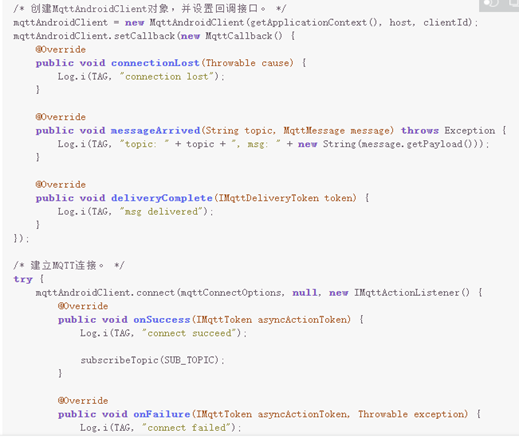 /* 创建MqttAndroidClient对象，并设置回调接口。 */
mqttAndroidClient = new MqttAndroidClient(getApplicationContext(), host, clientId);
mqttAndroidClient.setCallback(new MqttCallback() {
@Override
public void connectionLost(Throwable cause) {
Log.i(TAG, "connection lost");
}
@Override
public void messageArrived(String topic, MqttMessage message) throws Exception {
Log.i(TAG, "topic: " + topic + ", msg: " + new String(message.getPayload()));
}
@Override
public void deliveryComplete(IMqttDeliveryToken token) {
Log.i(TAG, "msg delivered");
}
});
/* 建立MQTT连接。 */
try {
mqttAndroidClient.connect(mqttConnectOptions, null, new IMqttActionListener() {
@Override
public void onSuccess(IMqttToken asyncActionToken) {
Log.i(TAG, "connect succeed");
subscribeTopic(SUB_TOPIC);
}
@Override
public void onFailure(IMqttToken asyncActionToken, Throwable exception) {
Log.i(TAG, "connect failed");